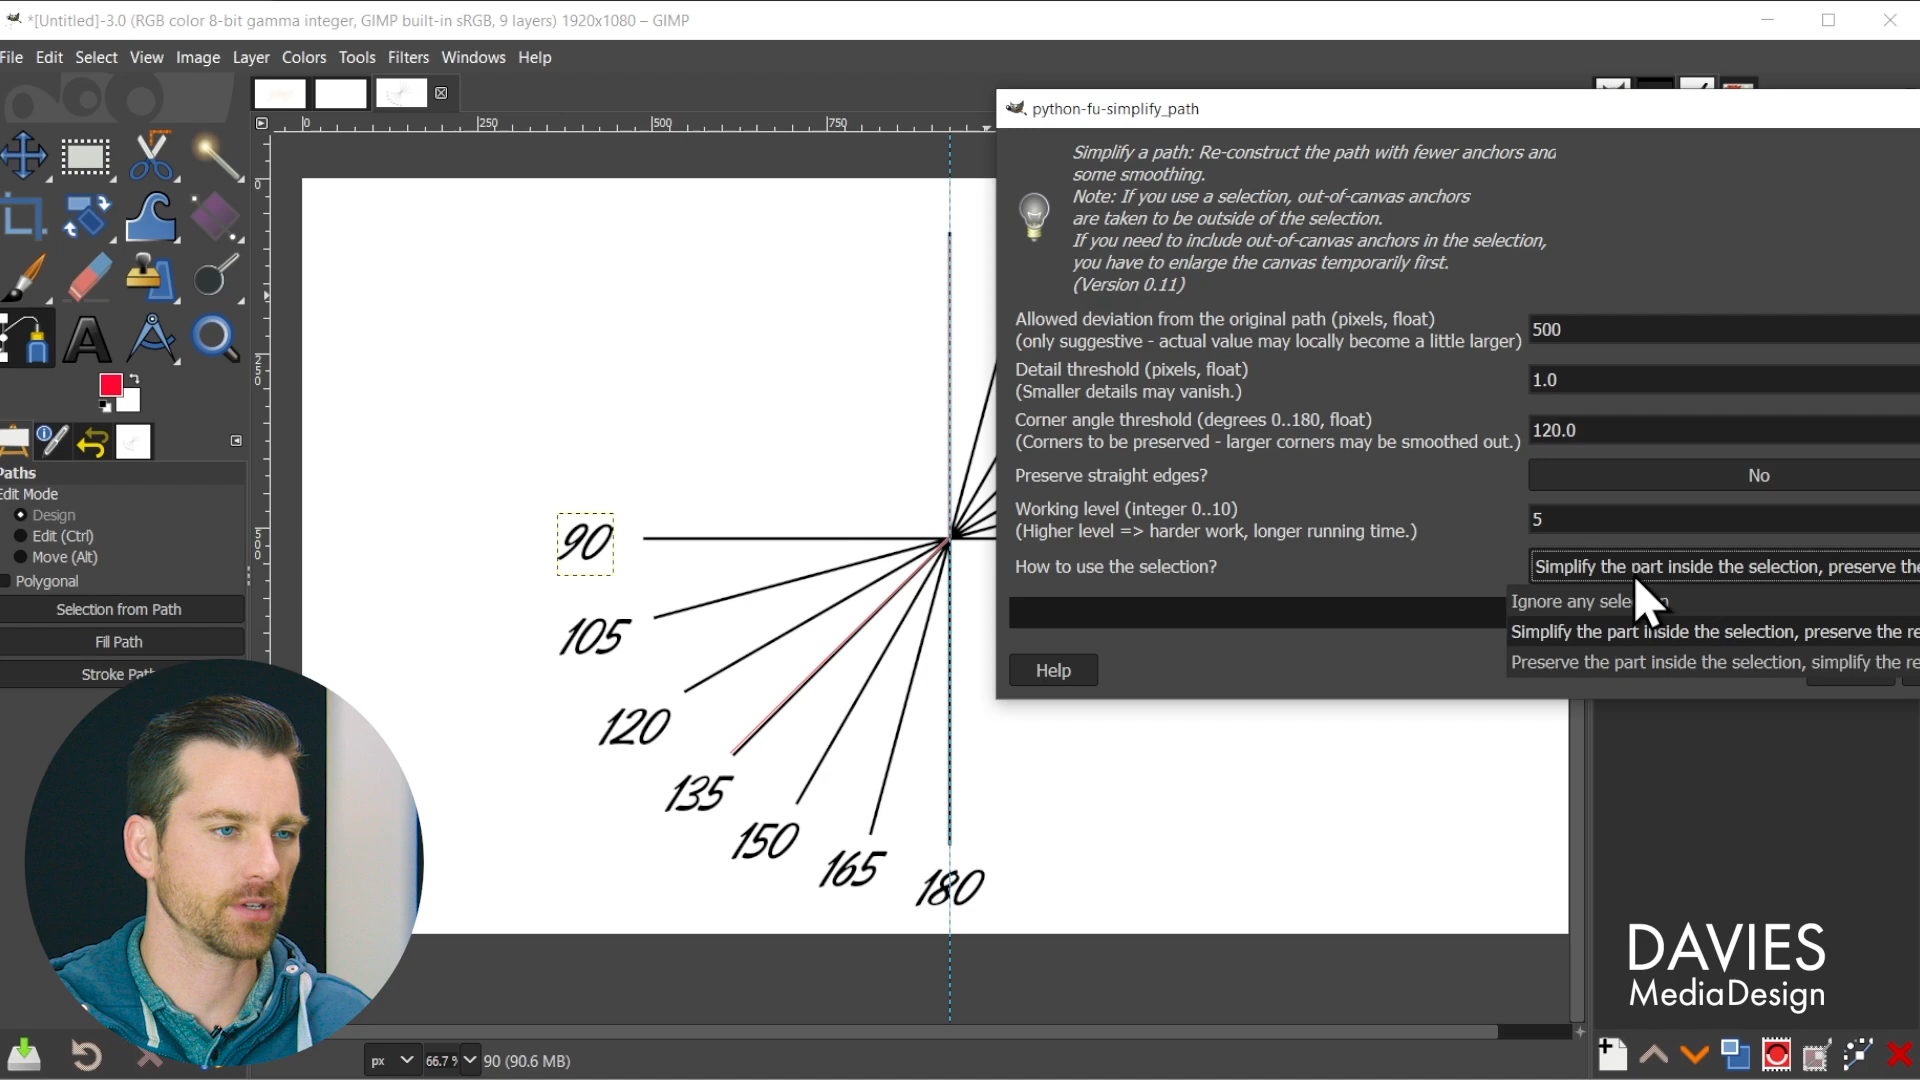 *[Untitled]-3.0 (RGB color 8-bit gamma integer, GIMP built-in sRGB, 9 layers) 1920x1080 – GIMP
File Edit Select View Image Layer Colors Tools Filters Windows Help
0 250 500 750
python-fu-simplify_path
Simplify a path: Re-construct the path with fewer anchors and
some smoothing.
Note: If you use a selection, out-of-canvas anchors
are taken to be outside of the selection.
If you need to include out-of-canvas anchors in the selection,
you have to enlarge the canvas temporarily first.
(Version 0.11)
Allowed deviation from the original path (pixels, float)
(only suggestive - actual value may locally become a little larger)
500
Detail threshold (pixels, float)
(Smaller details may vanish.)
1.0
Corner angle threshold (degrees 0..180, float)
(Corners to be preserved - larger corners may be smoothed out.)
120.0
Preserve straight edges?
No
Working level (integer 0..10)
(Higher level => harder work, longer running time.)
5
How to use the selection?
Simplify the part inside the selection, preserve the
Ignore any
Simplify the part inside the selection, preserve the re
Preserve the part inside the selection, simplify the re
Help
Paths
Edit Mode
Design
Edit (Ctrl)
Move (Alt)
Polygonal
Selection from Path
Fill Path
Stroke Path
0
250
500
90
105
120
135
150
165
180
DAVIES
MediaDesign
px 66.7 % 90 (90.6 MB)